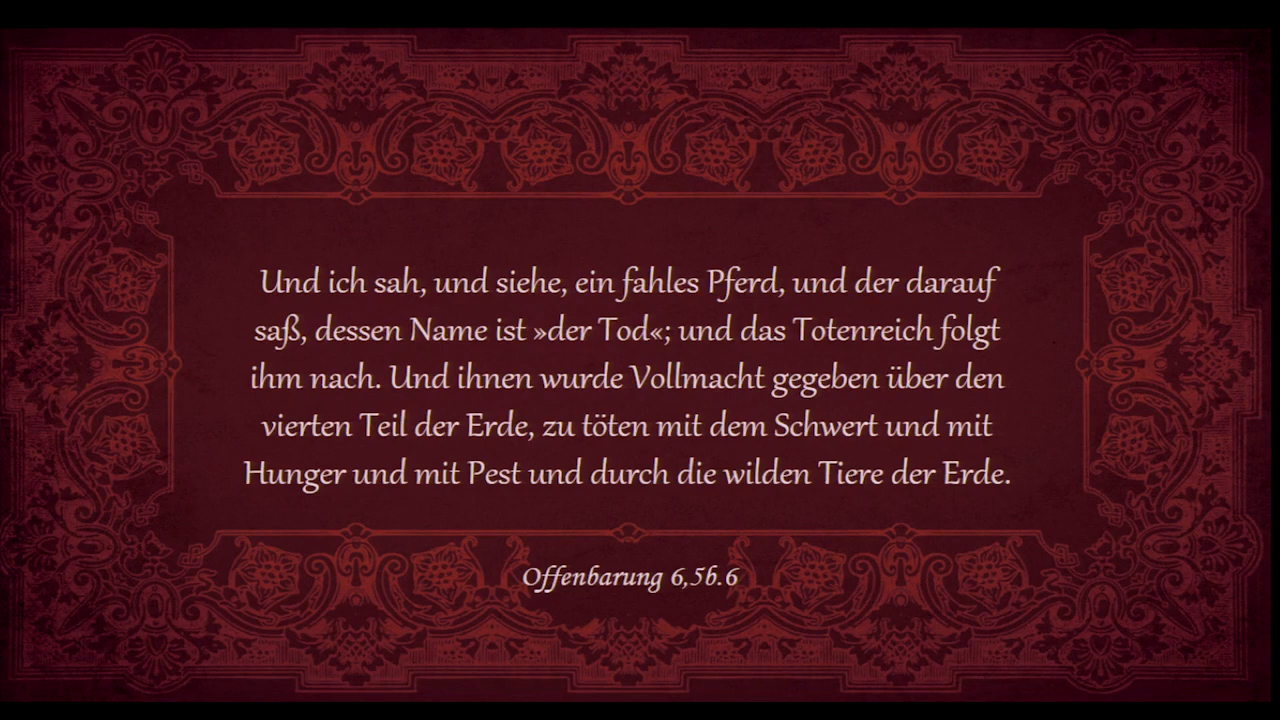 Und ich sah, und siehe, ein fahles Pferd, und der darauf
saß, dessen Name ist »der Tod«; und das Totenreich folgt
ihm nach. Und ihnen wurde Vollmacht gegeben über den
vierten Teil der Erde, zu töten mit dem Schwert und mit
Hunger und mit Pest und durch die wilden Tiere der Erde.
Offenbarung 6,5b.6